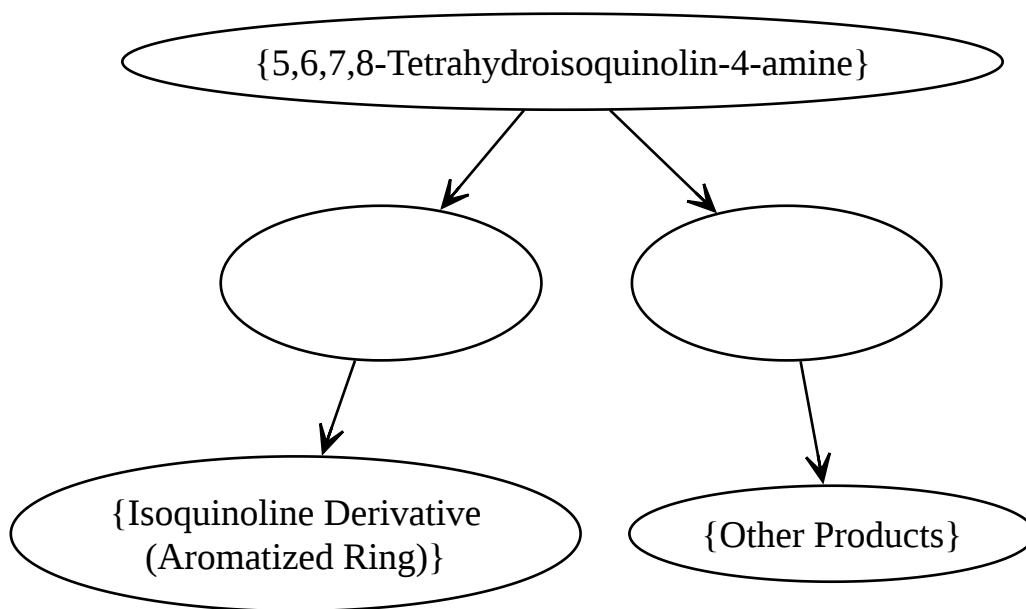 {5,6,7,8-Tetrahydroisoquinolin-4-amine}
{Isoquinoline Derivative
(Aromatized Ring)}
{Other Products}